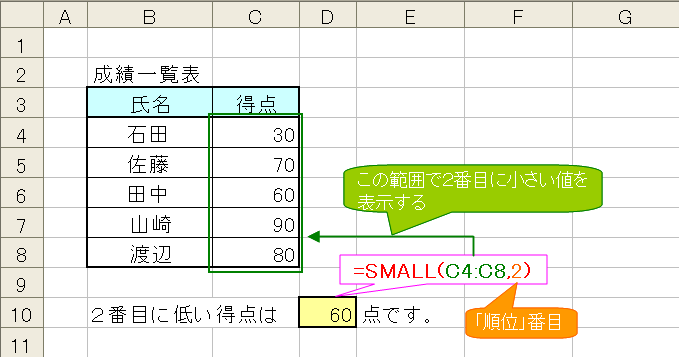 A B C D E F G
1
2 成績一覧表
3 氏名 得点
4 石田 30
5 佐藤 70
6 田中 60
7 山崎 90
8 渡辺 80
9
10 2番目に低い得点は 60 点です。
11
この範囲で2番目に小さい値を
表示する
=SMALL(C4:C8,2)
「順位」番目